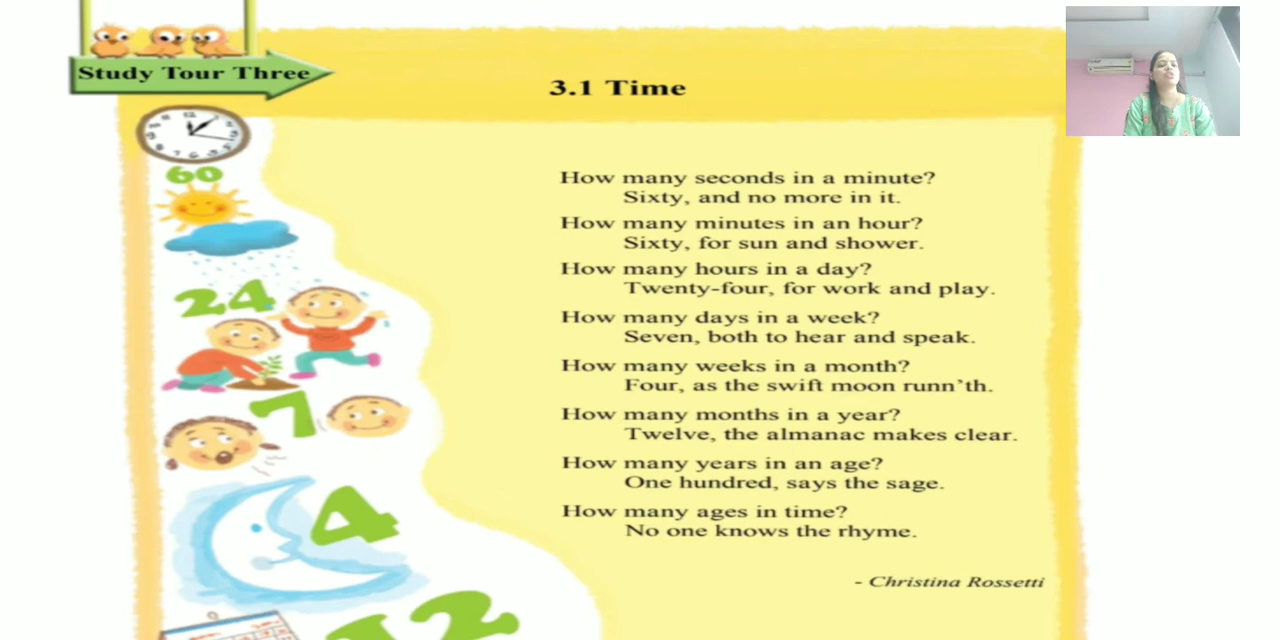 Study Tour Three
3.1 Time
60
24
7
4
12
How many seconds in a minute?
Sixty, and no more in it.
How many minutes in an hour?
Sixty, for sun and shower.
How many hours in a day?
Twenty-four, for work and play.
How many days in a week?
Seven, both to hear and speak.
How many weeks in a month?
Four, as the swift moon runn'th.
How many months in a year?
Twelve, the almanac makes clear.
How many years in an age?
One hundred, says the sage.
How many ages in time?
No one knows the rhyme.
- Christina Rossetti